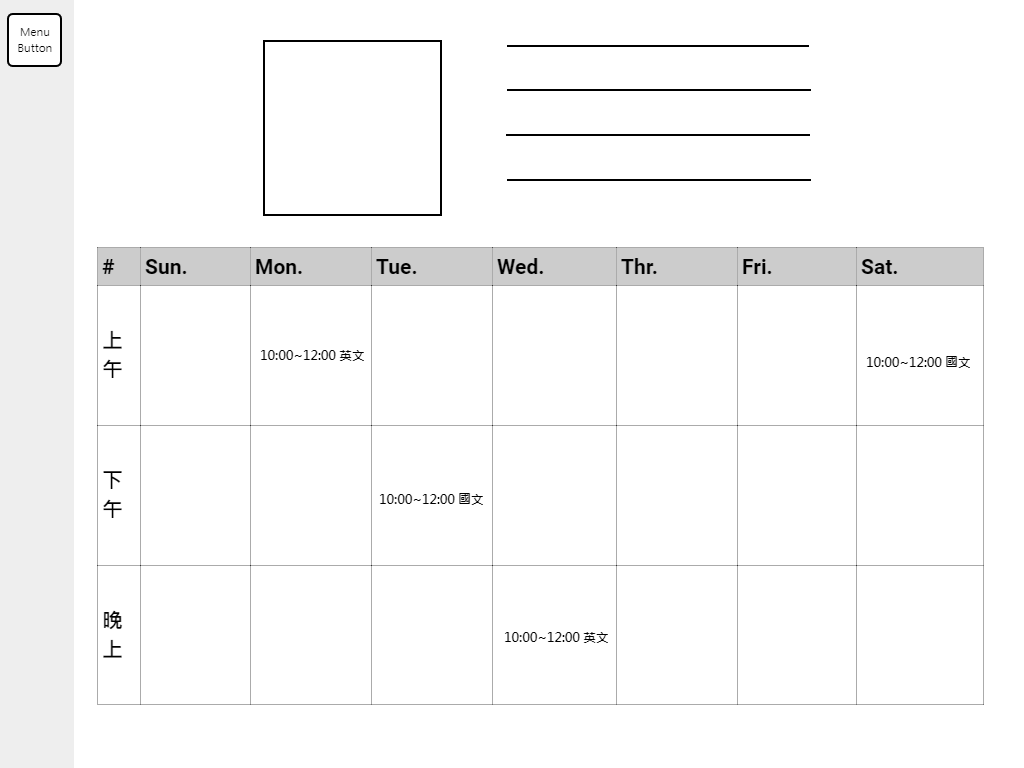 Menu
Button
# Sun. Mon. Tue. Wed. Thr. Fri. Sat.
上
午
10:00~12:00 英文
10:00~12:00 國文
下
午
10:00~12:00 國文
晚
上
10:00~12:00 英文